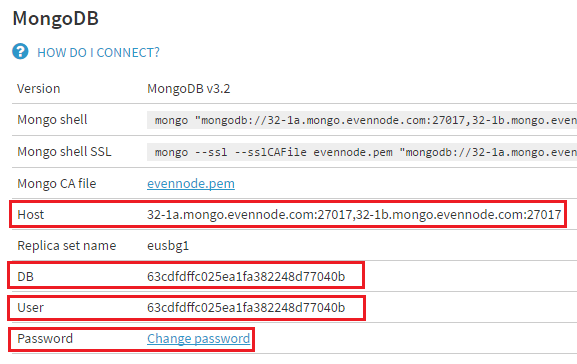 MongoDB
? HOW DO I CONNECT?
Version MongoDB v3.2
Mongo shell mongo "mongodb://32-1a.mongo.evennode.com:27017,32-1b.mongo.even
Mongo shell SSL mongo --ssl --sslCAFile evennode.pem "mongodb://32-1a.mongo.even
Mongo CA file evennode.pem
Host 32-1a.mongo.evennode.com:27017,32-1b.mongo.evennode.com:27017
Replica set name eusbg1
DB 63cdfdffc025ea1fa382248d77040b
User 63cdfdffc025ea1fa382248d77040b
Password Change password